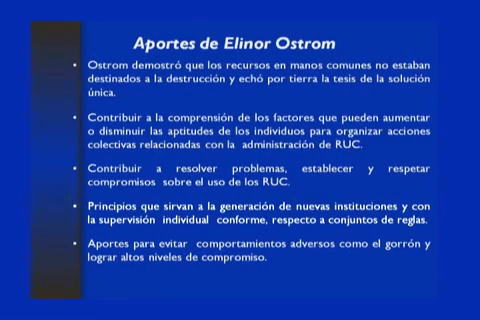 Aportes de Elinor Ostrom
• Ostrom demostró que los recursos en manos comunes no estaban
destinados a la destrucción y echó por tierra la tesis de la solución
única.
• Contribuir a la comprensión de los factores que pueden aumentar
o disminuir las aptitudes de los individuos para organizar acciones
colectivas relacionadas con la administración de RUC.
• Contribuir a resolver problemas, establecer y respetar
compromisos sobre el uso de los RUC.
• Principios que sirvan a la generación de nuevas instituciones y con
la supervisión individual conforme, respecto a conjuntos de reglas.
• Aportes para evitar comportamientos adversos como el gorrón y
lograr altos niveles de compromiso.